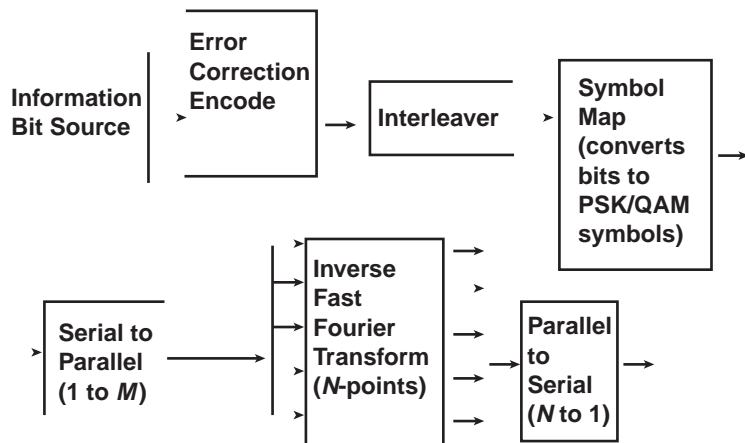 Information
Bit Source
Error
Correction
Encode
Interleaver
Symbol
Map
(converts
bits to
PSK/QAM
symbols)
Serial to
Parallel
(1 to M)
Inverse
Fast
Fourier
Transform
(N-points)
Parallel
to
Serial
(N to 1)